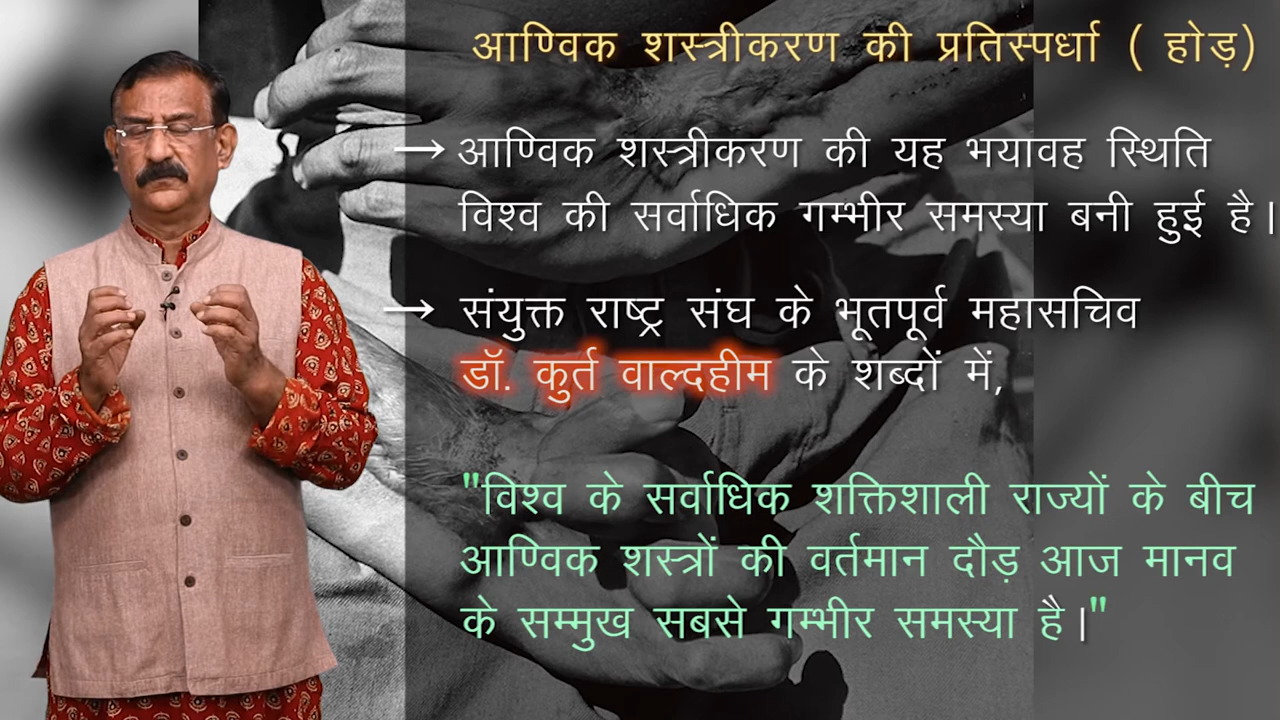 आण्विक शस्त्रीकरण की प्रतिस्पर्धा ( होड़)
→ आण्विक शस्त्रीकरण की यह भयावह स्थिति
विश्व की सर्वाधिक गम्भीर समस्या बनी हुई है।
→ संयुक्त राष्ट्र संघ के भूतपूर्व महासचिव
डॉ. कुर्त वाल्दहीम के शब्दों में,
"विश्व के सर्वाधिक शक्तिशाली राज्यों के बीच
आण्विक शस्त्रों की वर्तमान दौड़ आज मानव
के सम्मुख सबसे गम्भीर समस्या है।"